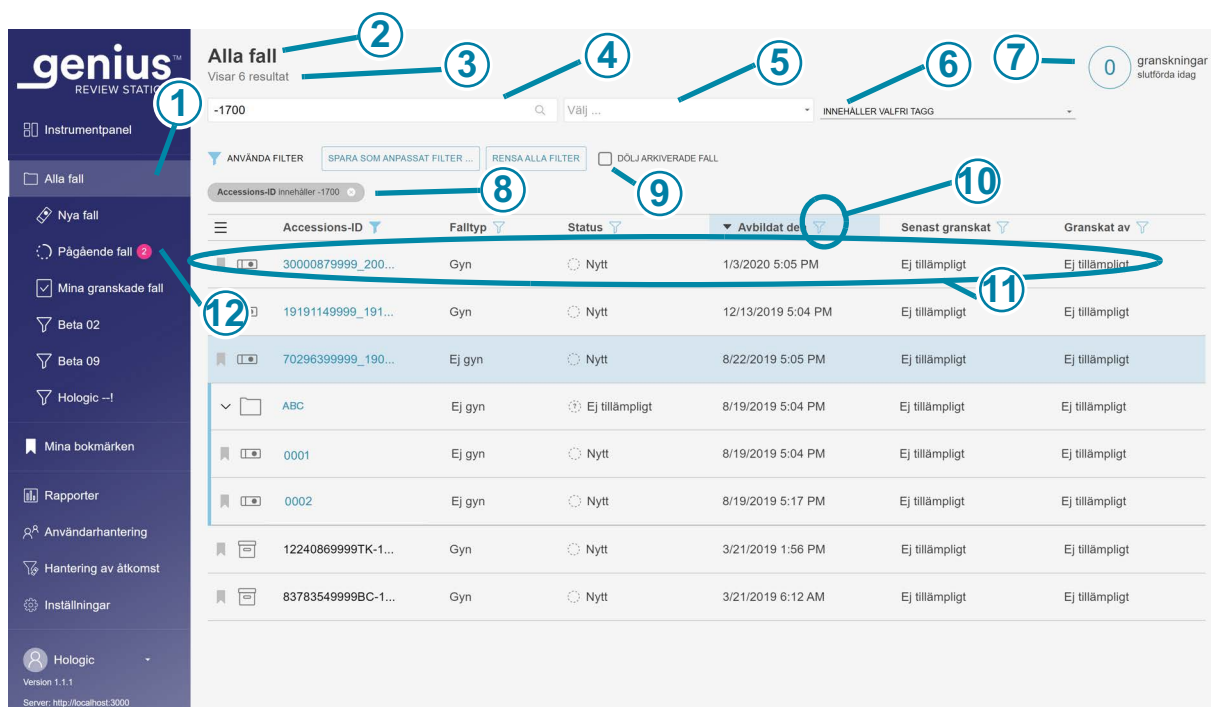 genius™
REVIEW STATION
Instrumentpanel
Alla fall
Nya fall
Pågående fall 2
Mina granskade fall
Beta 02
Beta 09
Hologic --!
Mina bokmärken
Rapporter
Användarhantering
Hantering av åtkomst
Inställningar
Hologic
Version 1.1.1
Server: http://localhost:3000
1
2
3
4
5
6
7
8
9
10
11
12
Alla fall
Visar 6 resultat
0 granskningar
slutförda idag
-1700
Välj ...
INNEHÅLLER VALFRI TAGG
ANVÄNDA FILTER
SPARA SOM ANPASSAT FILTER ...
RENSA ALLA FILTER
DÖLJ ARKIVERADE FALL
Accessions-ID innehåller -1700
Accessions-ID Falltyp Status Avbildat den Senast granskat Granskat av
30000879999_200... Gyn Nytt 1/3/2020 5:05 PM Ej tillämpligt Ej tillämpligt
19191149999_191... Gyn Nytt 12/13/2019 5:04 PM Ej tillämpligt Ej tillämpligt
70296399999_190... Ej gyn Nytt 8/22/2019 5:05 PM Ej tillämpligt Ej tillämpligt
ABC Ej gyn Ej tillämpligt 8/19/2019 5:04 PM Ej tillämpligt Ej tillämpligt
0001 Ej gyn Nytt 8/19/2019 5:04 PM Ej tillämpligt Ej tillämpligt
0002 Ej gyn Nytt 8/19/2019 5:17 PM Ej tillämpligt Ej tillämpligt
12240869999TK-1... Gyn Nytt 3/21/2019 1:56 PM Ej tillämpligt Ej tillämpligt
83783549999BC-1... Gyn Nytt 3/21/2019 6:12 AM Ej tillämpligt Ej tillämpligt